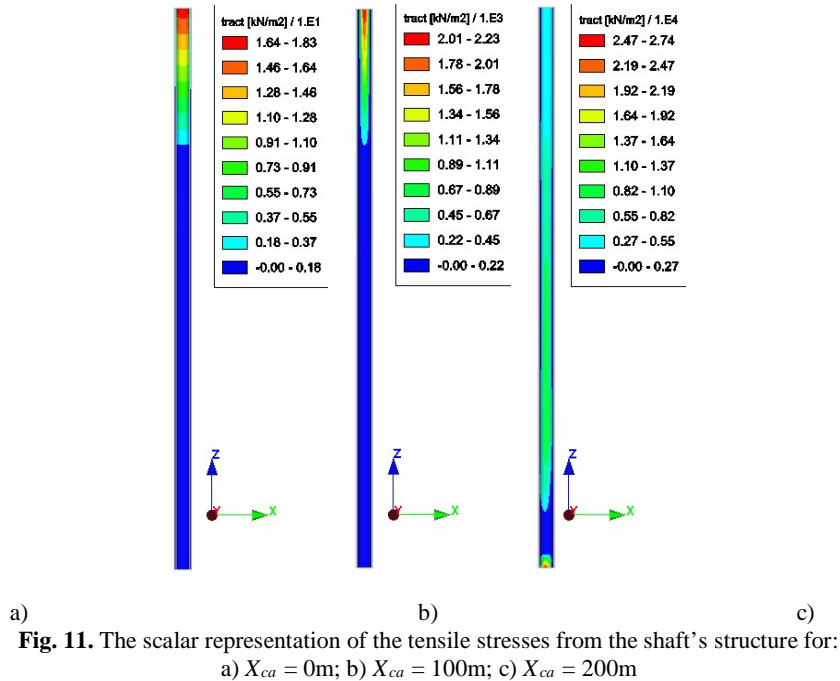 tract [kN/m2] / 1.E1
1.64 - 1.83
1.46 - 1.64
1.28 - 1.46
1.10 - 1.28
0.91 - 1.10
0.73 - 0.91
0.55 - 0.73
0.37 - 0.55
0.18 - 0.37
-0.00 - 0.18
tract [kN/m2] / 1.E3
2.01 - 2.23
1.78 - 2.01
1.56 - 1.78
1.34 - 1.56
1.11 - 1.34
0.89 - 1.11
0.67 - 0.89
0.45 - 0.67
0.22 - 0.45
-0.00 - 0.22
tract [kN/m2] / 1.E4
2.47 - 2.74
2.19 - 2.47
1.92 - 2.19
1.64 - 1.92
1.37 - 1.64
1.10 - 1.37
0.82 - 1.10
0.55 - 0.82
0.27 - 0.55
-0.00 - 0.27
Z
Y
X
Z
Y
X
Z
Y
X
a) b) c)
Fig. 11. The scalar representation of the tensile stresses from the shaft's structure for:
a) Xca = 0m; b) Xca = 100m; c) Xca = 200m